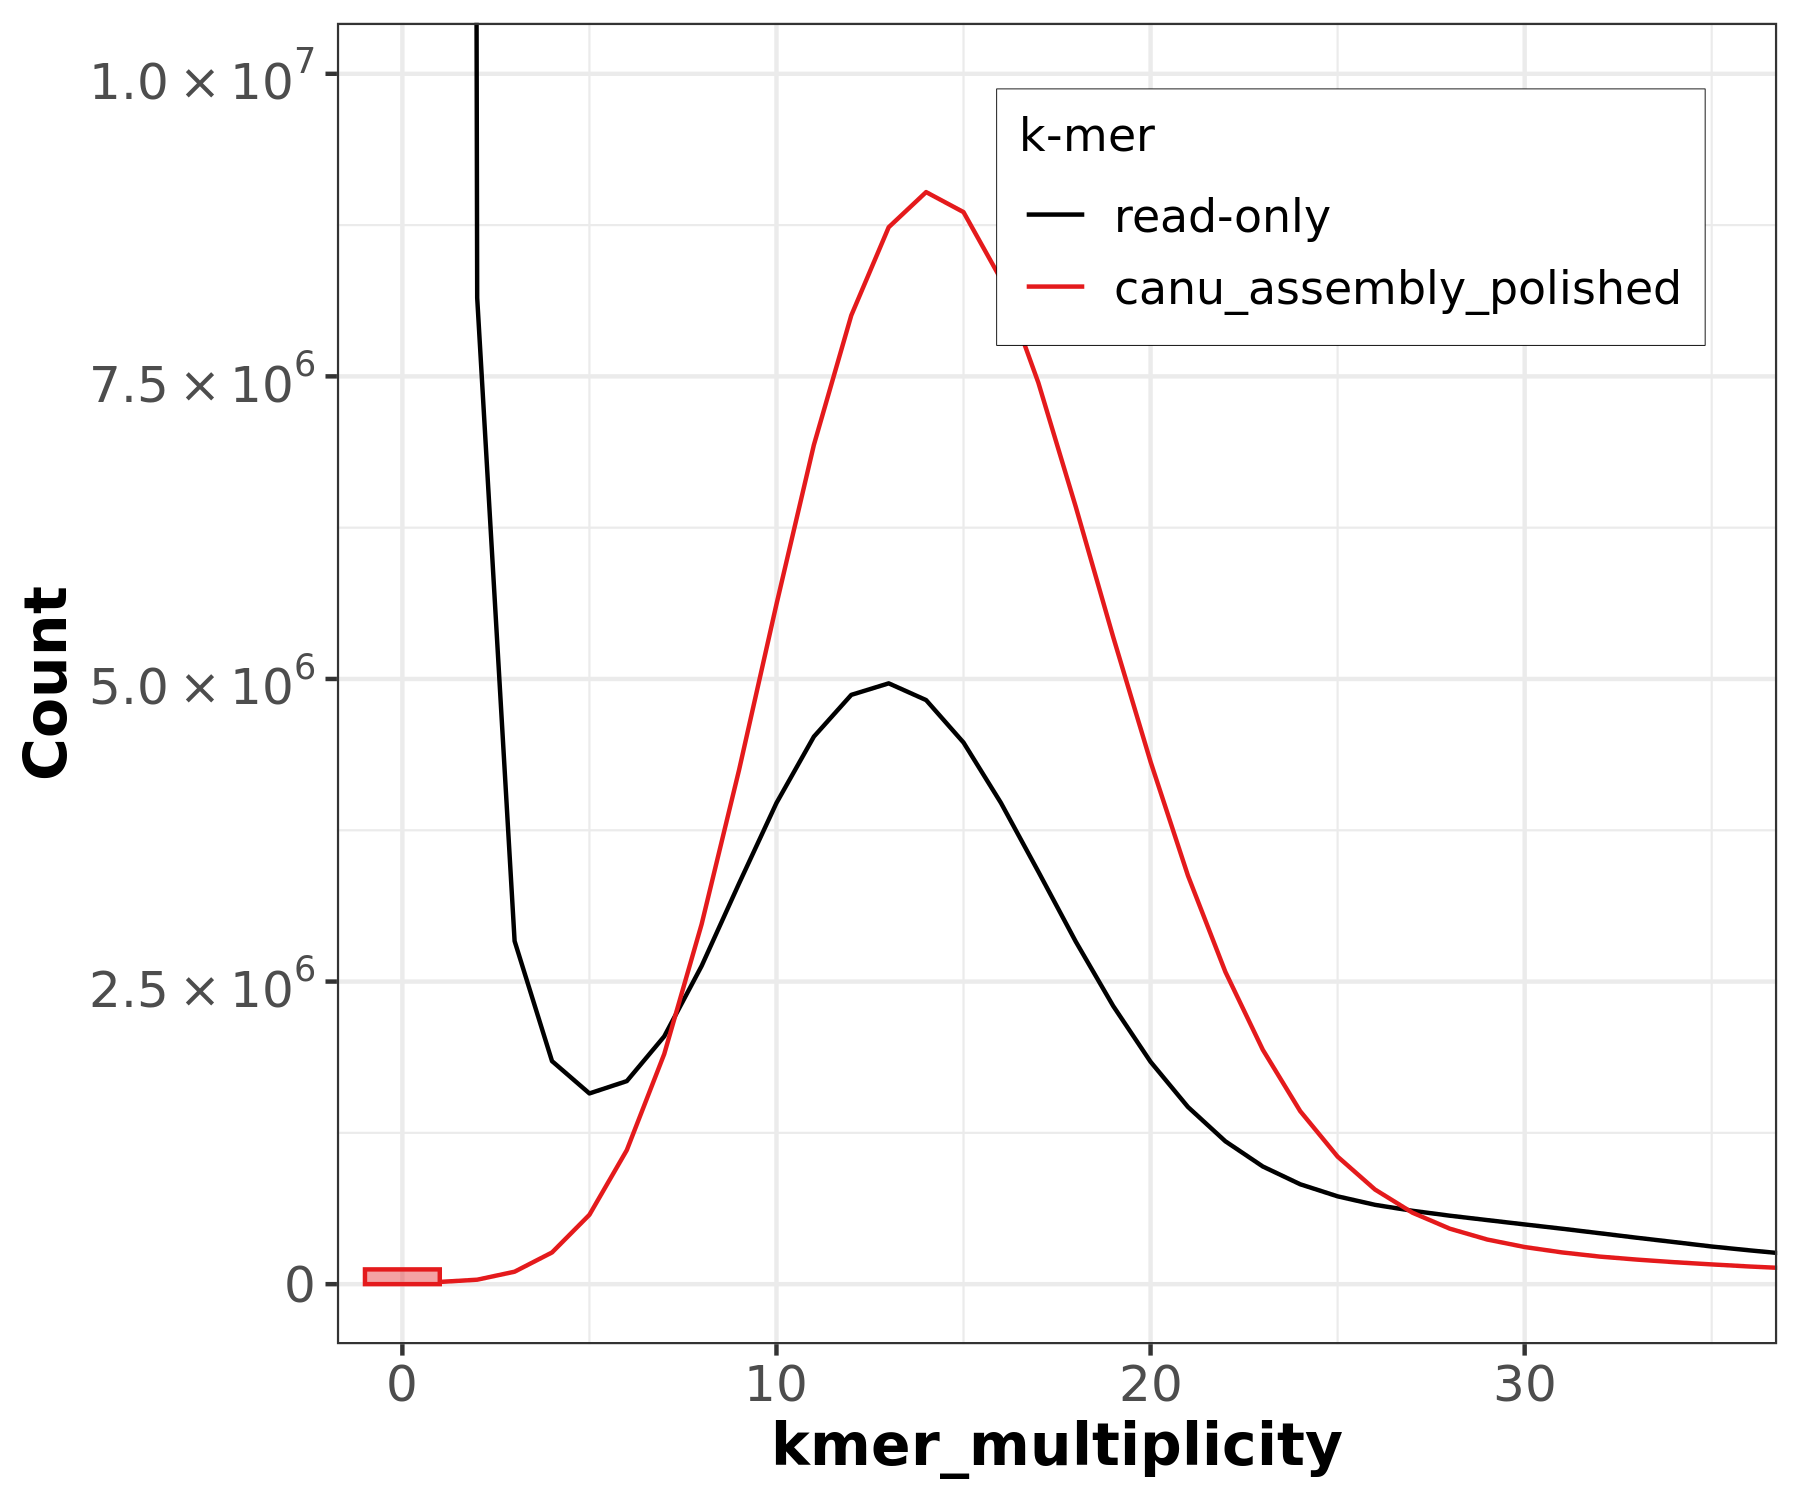 1.0 × 10⁷
7.5 × 10⁶
5.0 × 10⁶
2.5 × 10⁶
0
Count
k-mer
read-only
canu_assembly_polished
0 10 20 30
kmer_multiplicity